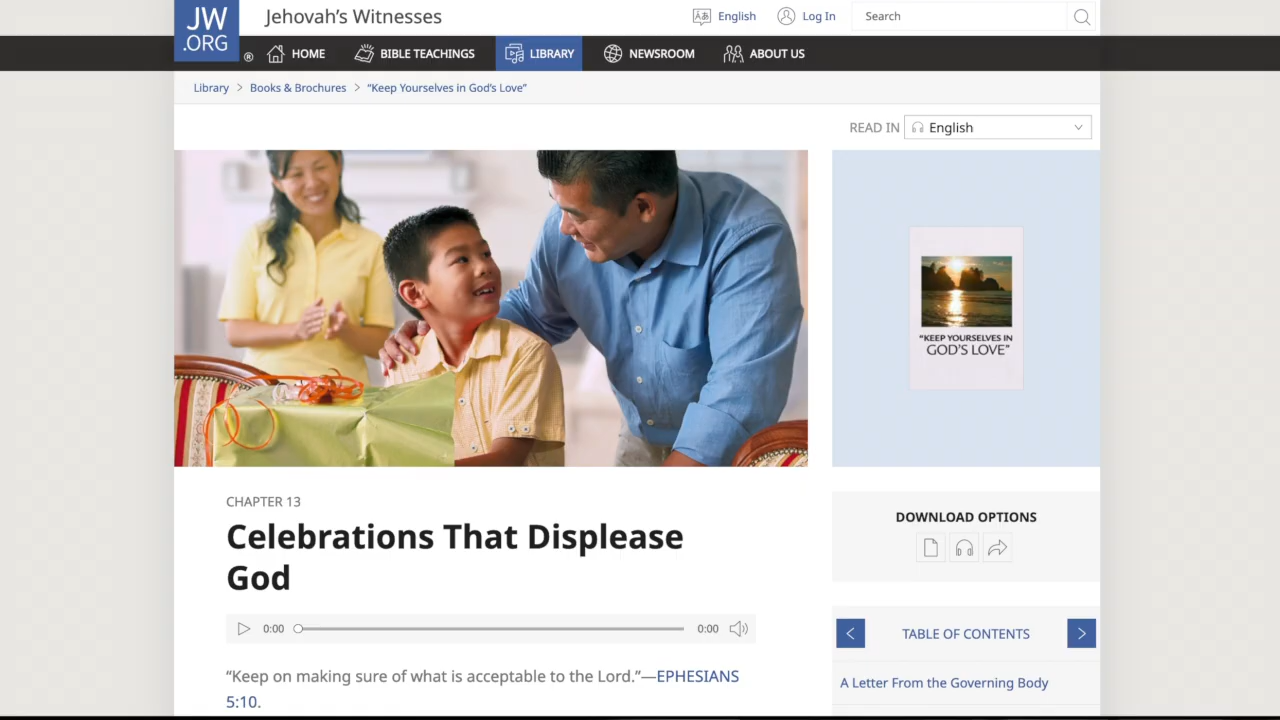 JW
.ORG
®
Jehovah's Witnesses
English
Log In
Search
HOME
BIBLE TEACHINGS
LIBRARY
NEWSROOM
ABOUT US
Library > Books & Brochures > “Keep Yourselves in God's Love”
READ IN English
“KEEP YOURSELVES IN
GOD'S LOVE”
CHAPTER 13
Celebrations That Displease
God
0:00 0:00
“Keep on making sure of what is acceptable to the Lord.”—EPHESIANS
5:10.
DOWNLOAD OPTIONS
TABLE OF CONTENTS
A Letter From the Governing Body